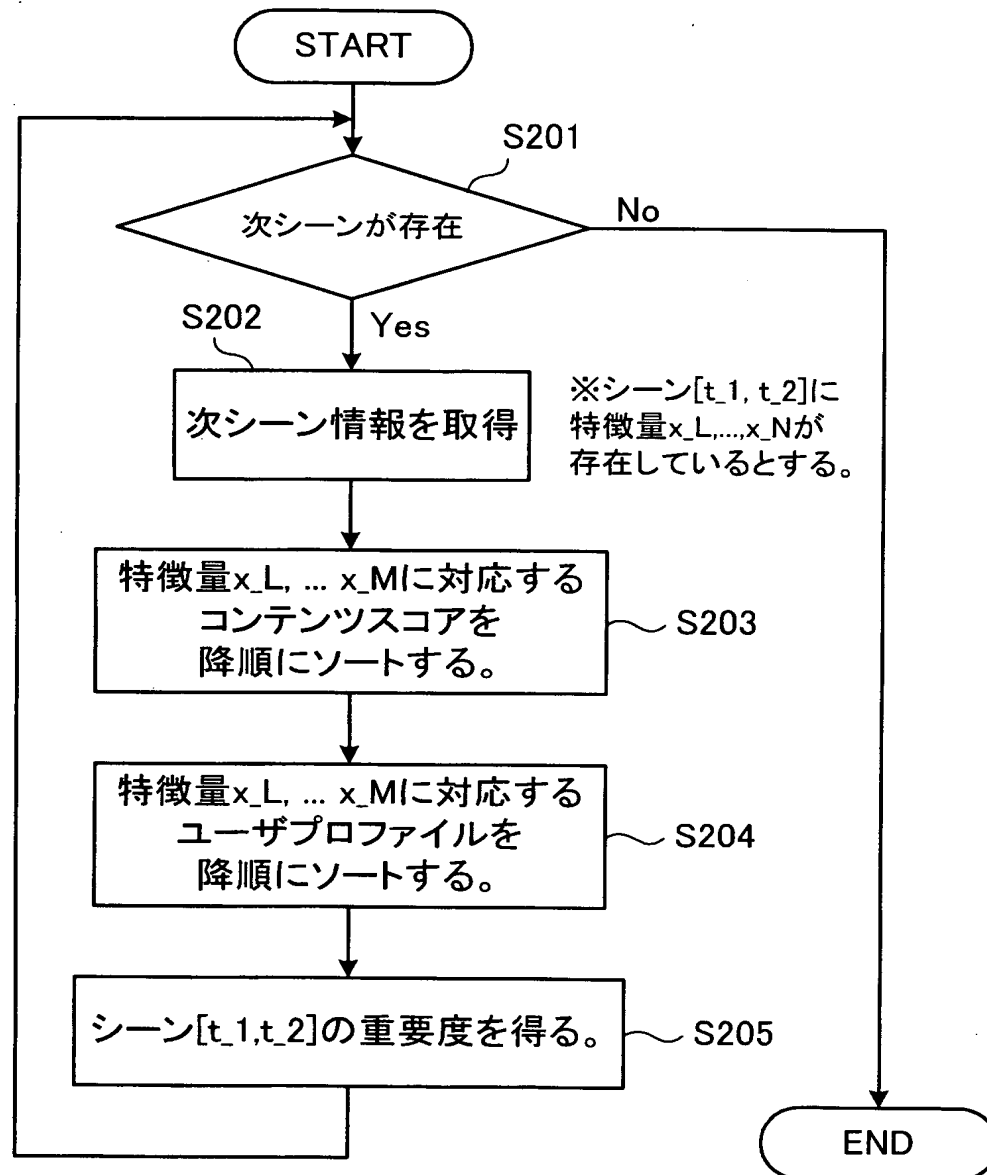 START
S201
次シーンが存在
No
S202
Yes
次シーン情報を取得
※シーン[t_1, t_2]に
特徴量x_L,...,x_Nが
存在しているとする。
特徴量x_L, ... x_Mに対応する
コンテンツスコアを
降順にソートする。
S203
特徴量x_L, ... x_Mに対応する
ユーザプロファイルを
降順にソートする。
S204
シーン[t_1,t_2]の重要度を得る。
S205
END